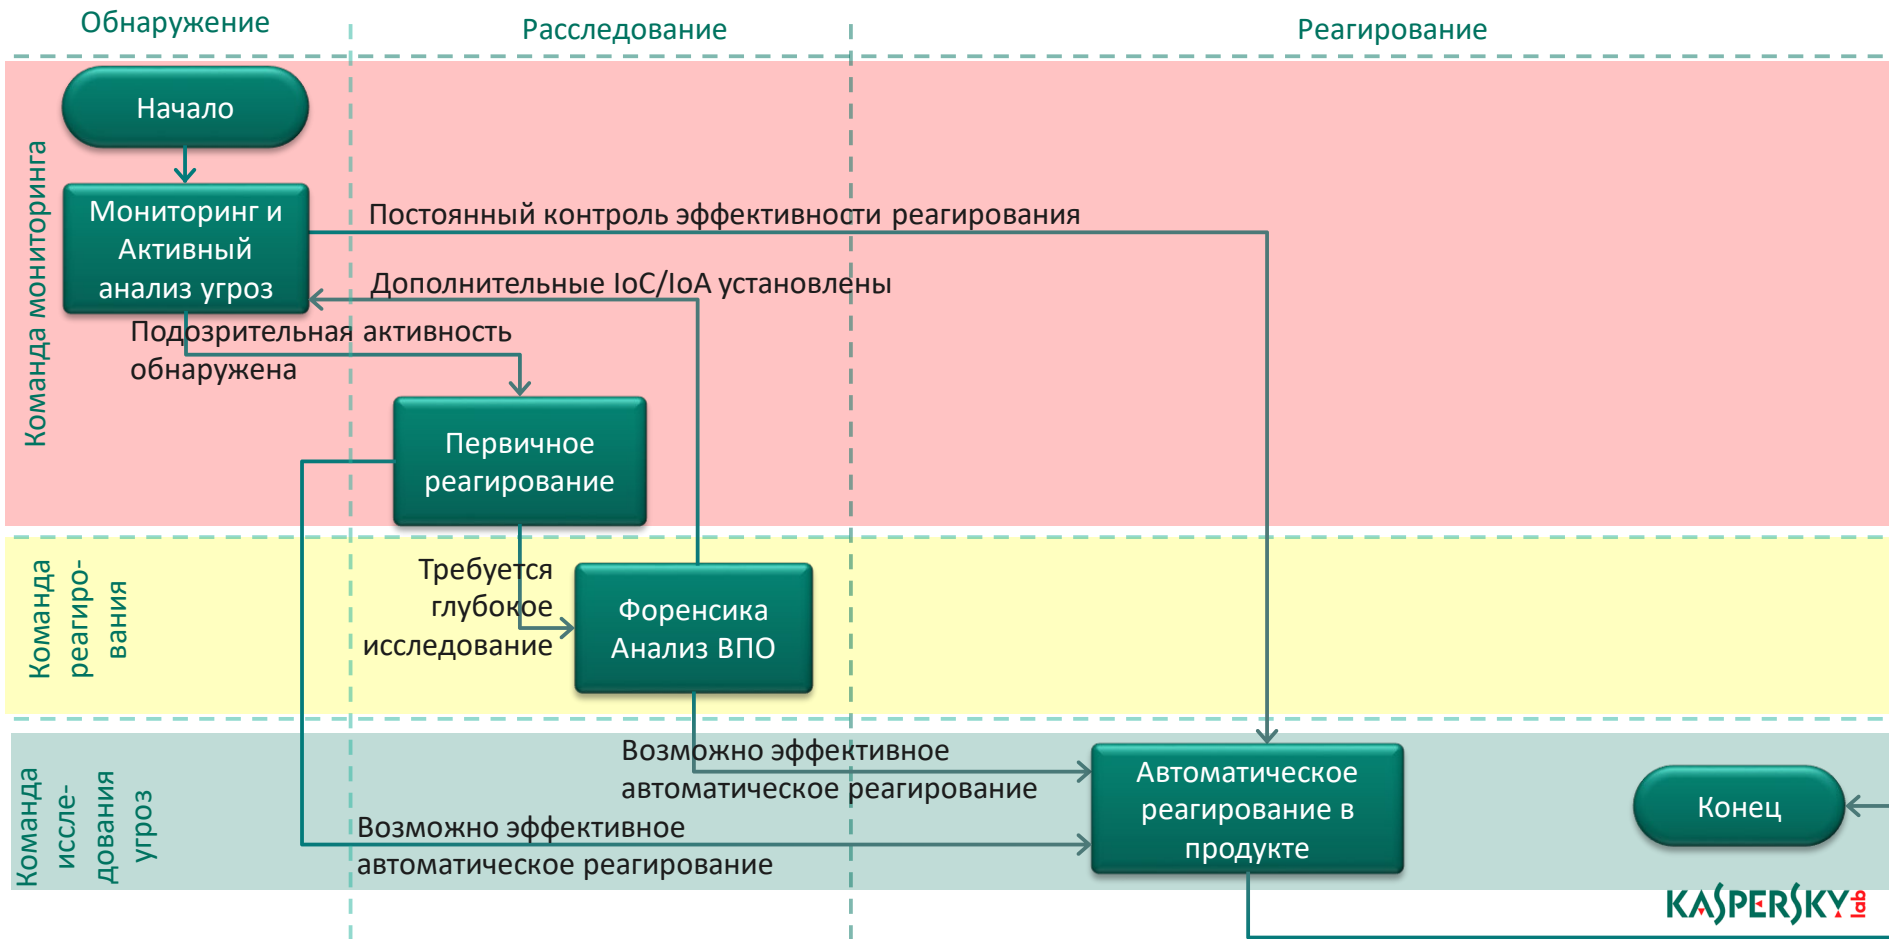 Обнаружение
Расследование
Реагирование
Команда мониторинга
Начало
Мониторинг и
Активный
анализ угроз
Постоянный контроль эффективности реагирования
Дополнительные IoC/IoA установлены
Подозрительная активность
обнаружена
Первичное
реагирование
Команда
реагиро-
вания
Требуется
глубокое
исследование
Форенсика
Анализ ВПО
Команда
иссле-
дования
угроз
Возможно эффективное
автоматическое реагирование
Возможно эффективное
автоматическое реагирование
Автоматическое
реагирование в
продукте
Конец
KASPERSKY lab